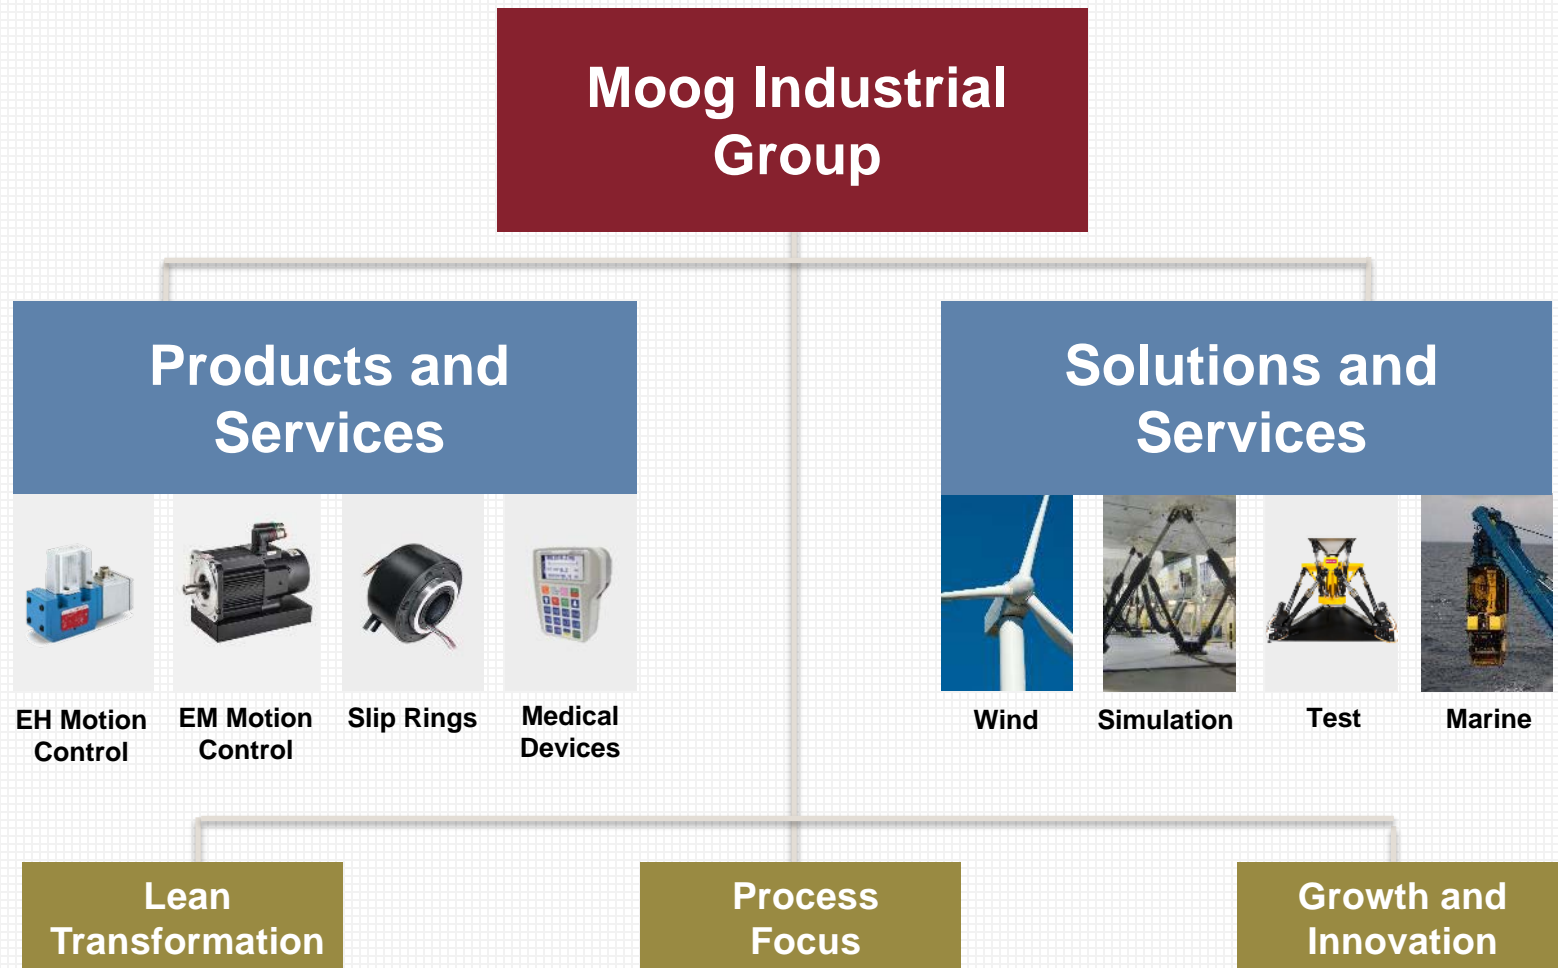 Moog Industrial
Group
Products and
Services
Solutions and
Services
EH Motion
Control
EM Motion
Control
Slip Rings
Medical
Devices
Wind
Simulation
Test
Marine
Lean
Transformation
Process
Focus
Growth and
Innovation